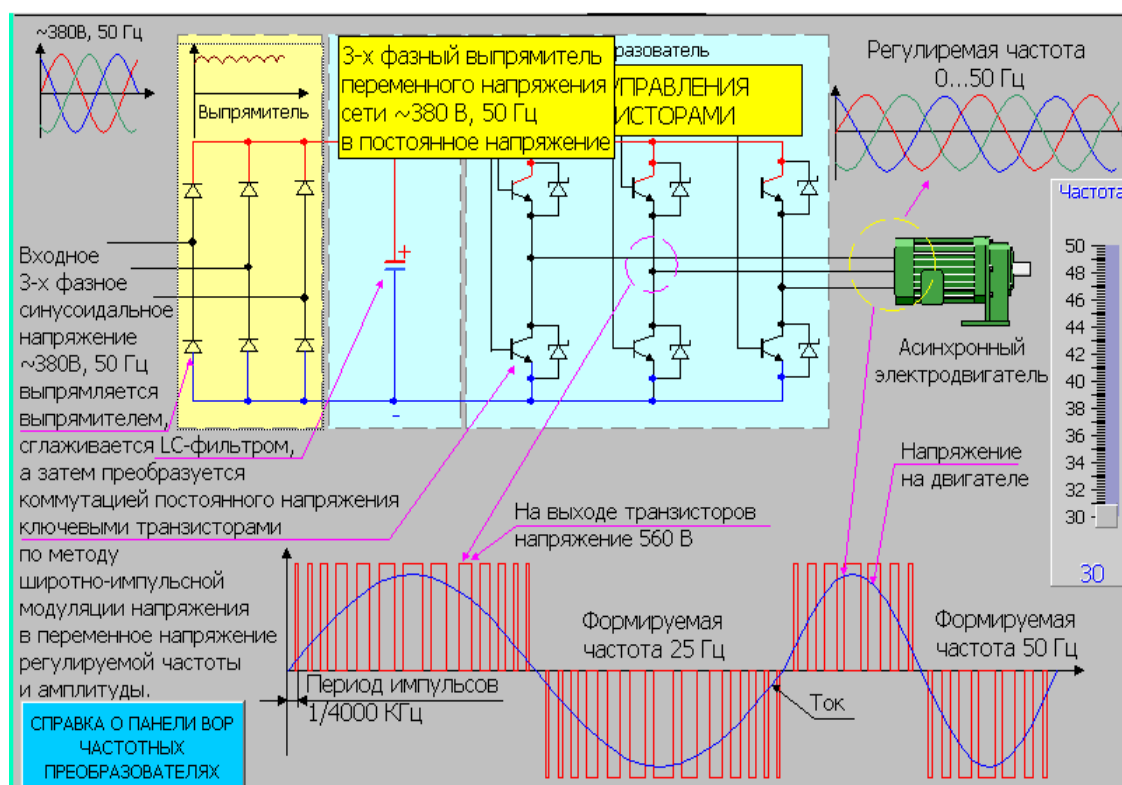 ~380В, 50 Гц
Выпрямитель
3-х фазный выпрямитель
переменного напряжения
сети ~380 В, 50 Гц
в постоянное напряжение
разователь
УПРАВЛЕНИЯ
ИСТОРАМИ
Регулиремая частота
0...50 Гц
Частота
50
48
46
44
42
40
38
36
34
32
30
30
Входное
3-х фазное
синусоидальное
напряжение
~380В, 50 Гц
выпрямляется
выпрямителем,
сглаживается LC-фильтром,
а затем преобразуется
коммутацией постоянного напряжения
ключевыми транзисторами
по методу
широтно-импульсной
модуляции напряжения
в переменное напряжение
регулируемой частоты
и амплитуды.
+
-
Асинхронный
электродвигатель
Напряжение
на двигателе
На выходе транзисторов
напряжение 560 В
Формируемая
частота 25 Гц
Формируемая
частота 50 Гц
Период импульсов
1/4000 КГц
Ток
СПРАВКА О ПАНЕЛИ ВОР
ЧАСТОТНЫХ
ПРЕОБРАЗОВАТЕЛЯХ